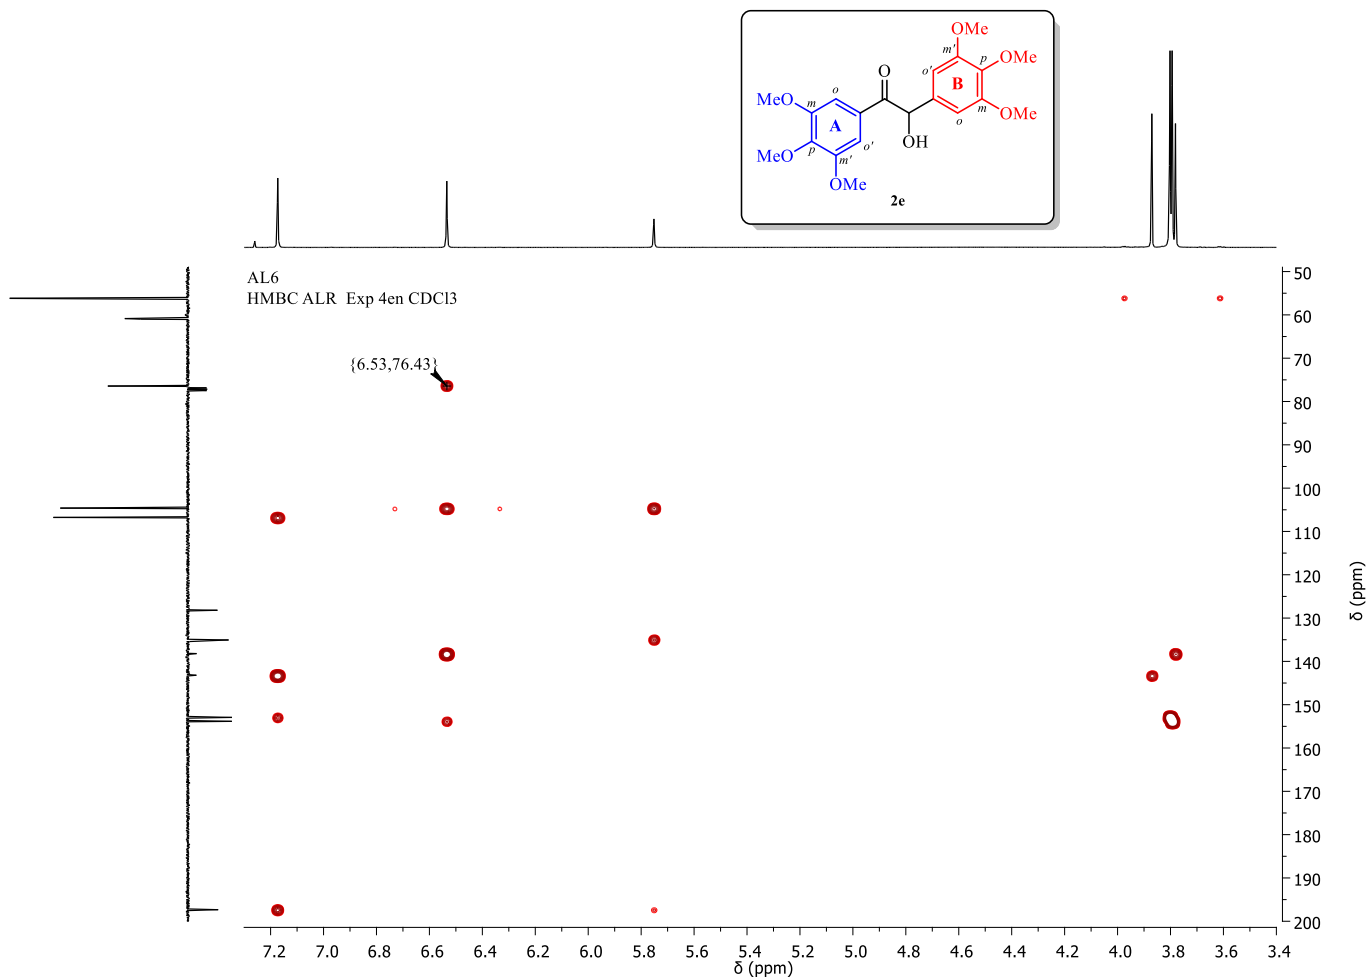 OMe
m'
p
OMe
O
o'
B
o
m
OMe
MeO
m
OMe
A
o
OH
MeO
p
o'
m'
OMe
2e
AL6
HMBC ALR Exp 4en CDCl3
{6.53,76.43}
50
60
70
80
90
100
110
120
130
140
150
160
170
180
190
200
δ (ppm)
7.2 7.0 6.8 6.6 6.4 6.2 6.0 5.8 5.6 5.4 5.2 5.0 4.8 4.6 4.4 4.2 4.0 3.8 3.6 3.4
δ (ppm)